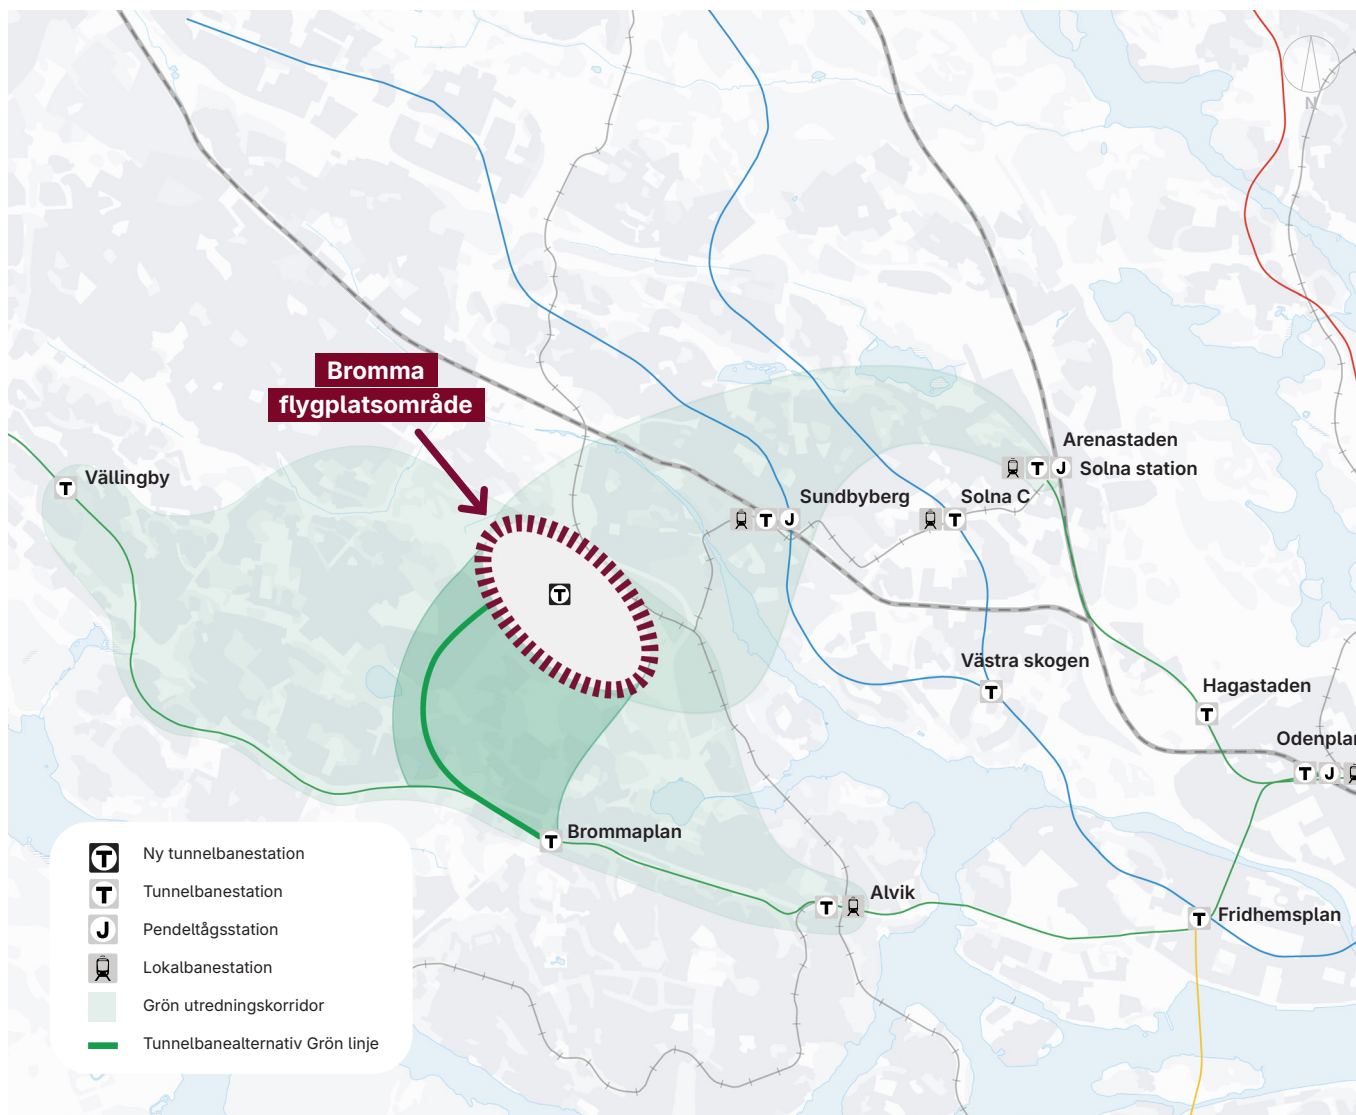 N
Bromma
flygplatsområde
Arenastaden
T J Solna station
Vällingby
T
Sundbyberg
T J
Solna C
T
T
Västra skogen
T
Hagastaden
T
Odenplan
T J
Brommaplan
T
Alvik
T
Fridhemsplan
T
T Ny tunnelbanestation
T Tunnelbanestation
J Pendeltågsstation
Lokalbanestation
Grön utredningskorridor
Tunnelbanealternativ Grön linje